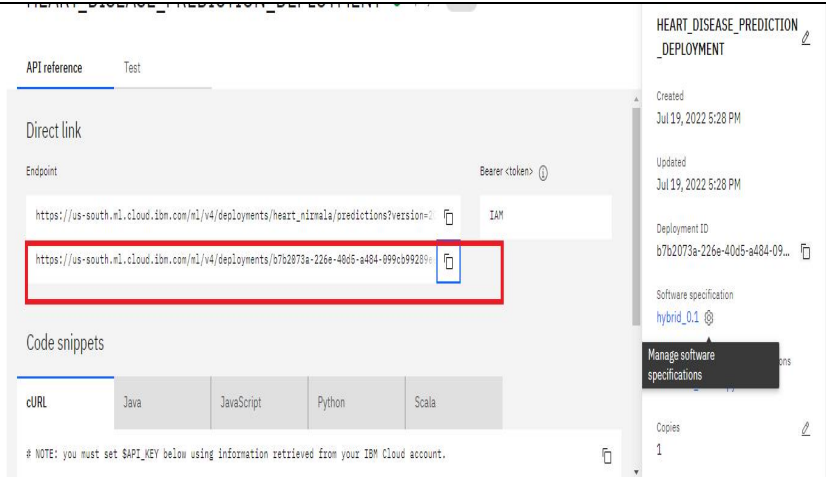 HEART_DISEASE_PREDICTION_DEPLOYMENT
API reference
Test
Direct link
Endpoint
Bearer <token>
https://us-south.ml.cloud.ibm.com/ml/v4/deployments/heart_nirmala/predictions?version=2
IAM
https://us-south.ml.cloud.ibm.com/ml/v4/deployments/b7b2073a-226e-40d5-a484-099cb99289e
Code snippets
cURL
Java
JavaScript
Python
Scala
# NOTE: you must set $API_KEY below using information retrieved from your IBM Cloud account.
HEART_DISEASE_PREDICTION
_DEPLOYMENT
Created
Jul 19, 2022 5:28 PM
Updated
Jul 19, 2022 5:28 PM
Deployment ID
b7b2073a-226e-40d5-a484-09...
Software specification
hybrid_0.1
Manage software
specifications
Copies
1